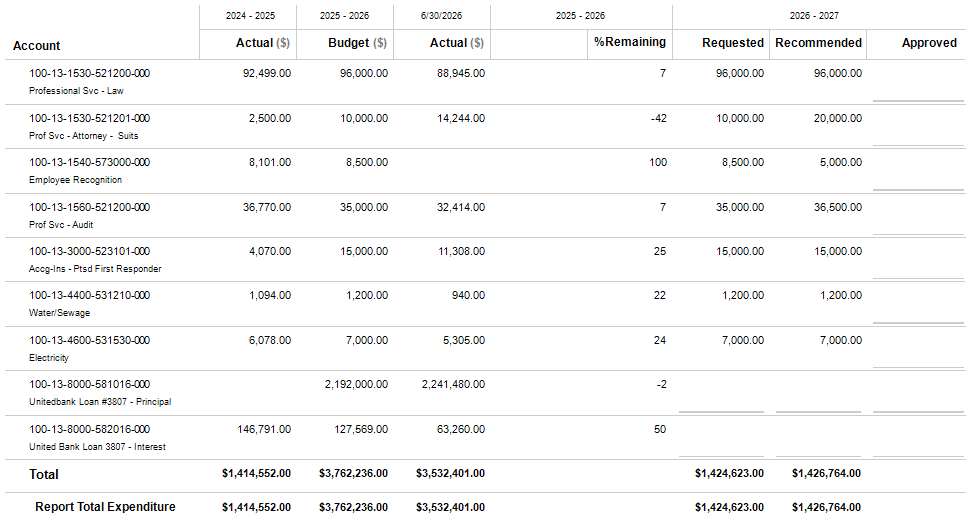 2024 - 2025 2025 - 2026 6/30/2026 2025 - 2026 2026 - 2027
Account Actual ($) Budget ($) Actual ($) %Remaining Requested Recommended Approved
100-13-1530-521200-000 92,499.00 96,000.00 88,945.00 7 96,000.00 96,000.00
Professional Svc - Law
100-13-1530-521201-000 2,500.00 10,000.00 14,244.00 -42 10,000.00 20,000.00
Prof Svc - Attorney - Suits
100-13-1540-573000-000 8,101.00 8,500.00 100 8,500.00 5,000.00
Employee Recognition
100-13-1560-521200-000 36,770.00 35,000.00 32,414.00 7 35,000.00 36,500.00
Prof Svc - Audit
100-13-3000-523101-000 4,070.00 15,000.00 11,308.00 25 15,000.00 15,000.00
Accg-Ins - Ptsd First Responder
100-13-4400-531210-000 1,094.00 1,200.00 940.00 22 1,200.00 1,200.00
Water/Sewage
100-13-4600-531530-000 6,078.00 7,000.00 5,305.00 24 7,000.00 7,000.00
Electricity
100-13-8000-581016-000 2,192,000.00 2,241,480.00 -2
Unitedbank Loan #3807 - Principal
100-13-8000-582016-000 146,791.00 127,569.00 63,260.00 50
United Bank Loan 3807 - Interest
Total $1,414,552.00 $3,762,236.00 $3,532,401.00 $1,424,623.00 $1,426,764.00
Report Total Expenditure $1,414,552.00 $3,762,236.00 $3,532,401.00 $1,424,623.00 $1,426,764.00